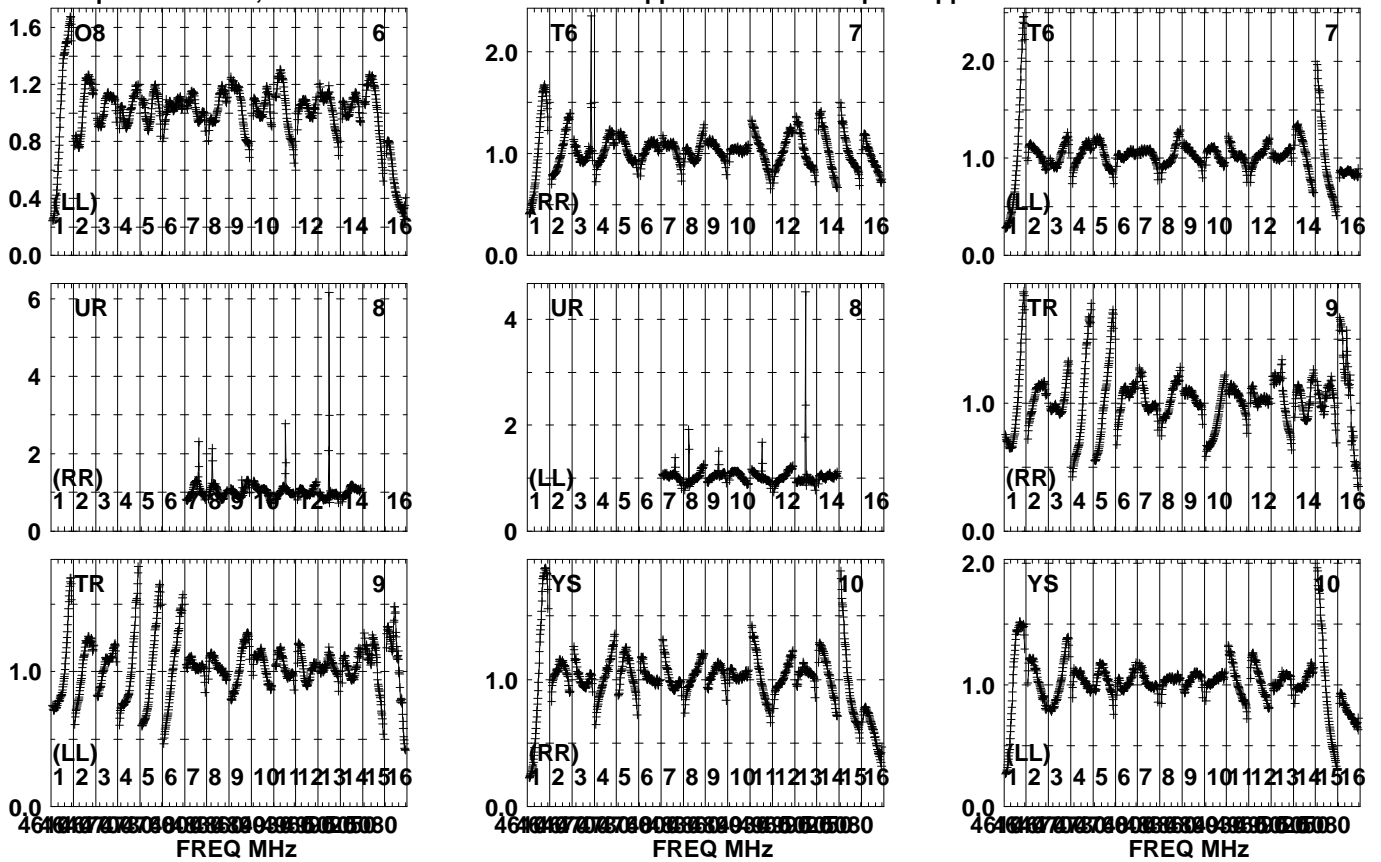 1.6 O8 6
1.2
0.8
0.4
(LL)
1 2 3 4 5 6 7 8 9 10 12 14 16
0.0
T6 7
2.0
1.0
(RR)
1 2 3 4 5 6 7 8 9 10 12 14 16
0.0
T6 7
2.0
1.0
(LL)
1 2 3 4 5 6 7 8 9 10 12 14 16
0.0
6 UR 8
4
2
(RR)
1 2 3 4 5 6 7 8 9 10 12 14 16
0
UR 8
4
2
(LL)
1 2 3 4 5 6 7 8 9 10 12 14 16
0
TR 9
1.0
(RR)
1 2 3 4 5 6 7 8 9 10 12 14 16
0.0
TR 9
1.0
(LL)
1 2 3 4 5 6 7 8 9 10 11 12 13 14 15 16
0.0
FREQ MHz
YS 10
1.0
(RR)
1 2 3 4 5 6 7 8 9 10 11 12 13 14 15 16
0.0
FREQ MHz
2.0 YS 10
1.0
(LL)
1 2 3 4 5 6 7 8 9 10 11 12 13 14 15 16
0.0
FREQ MHz